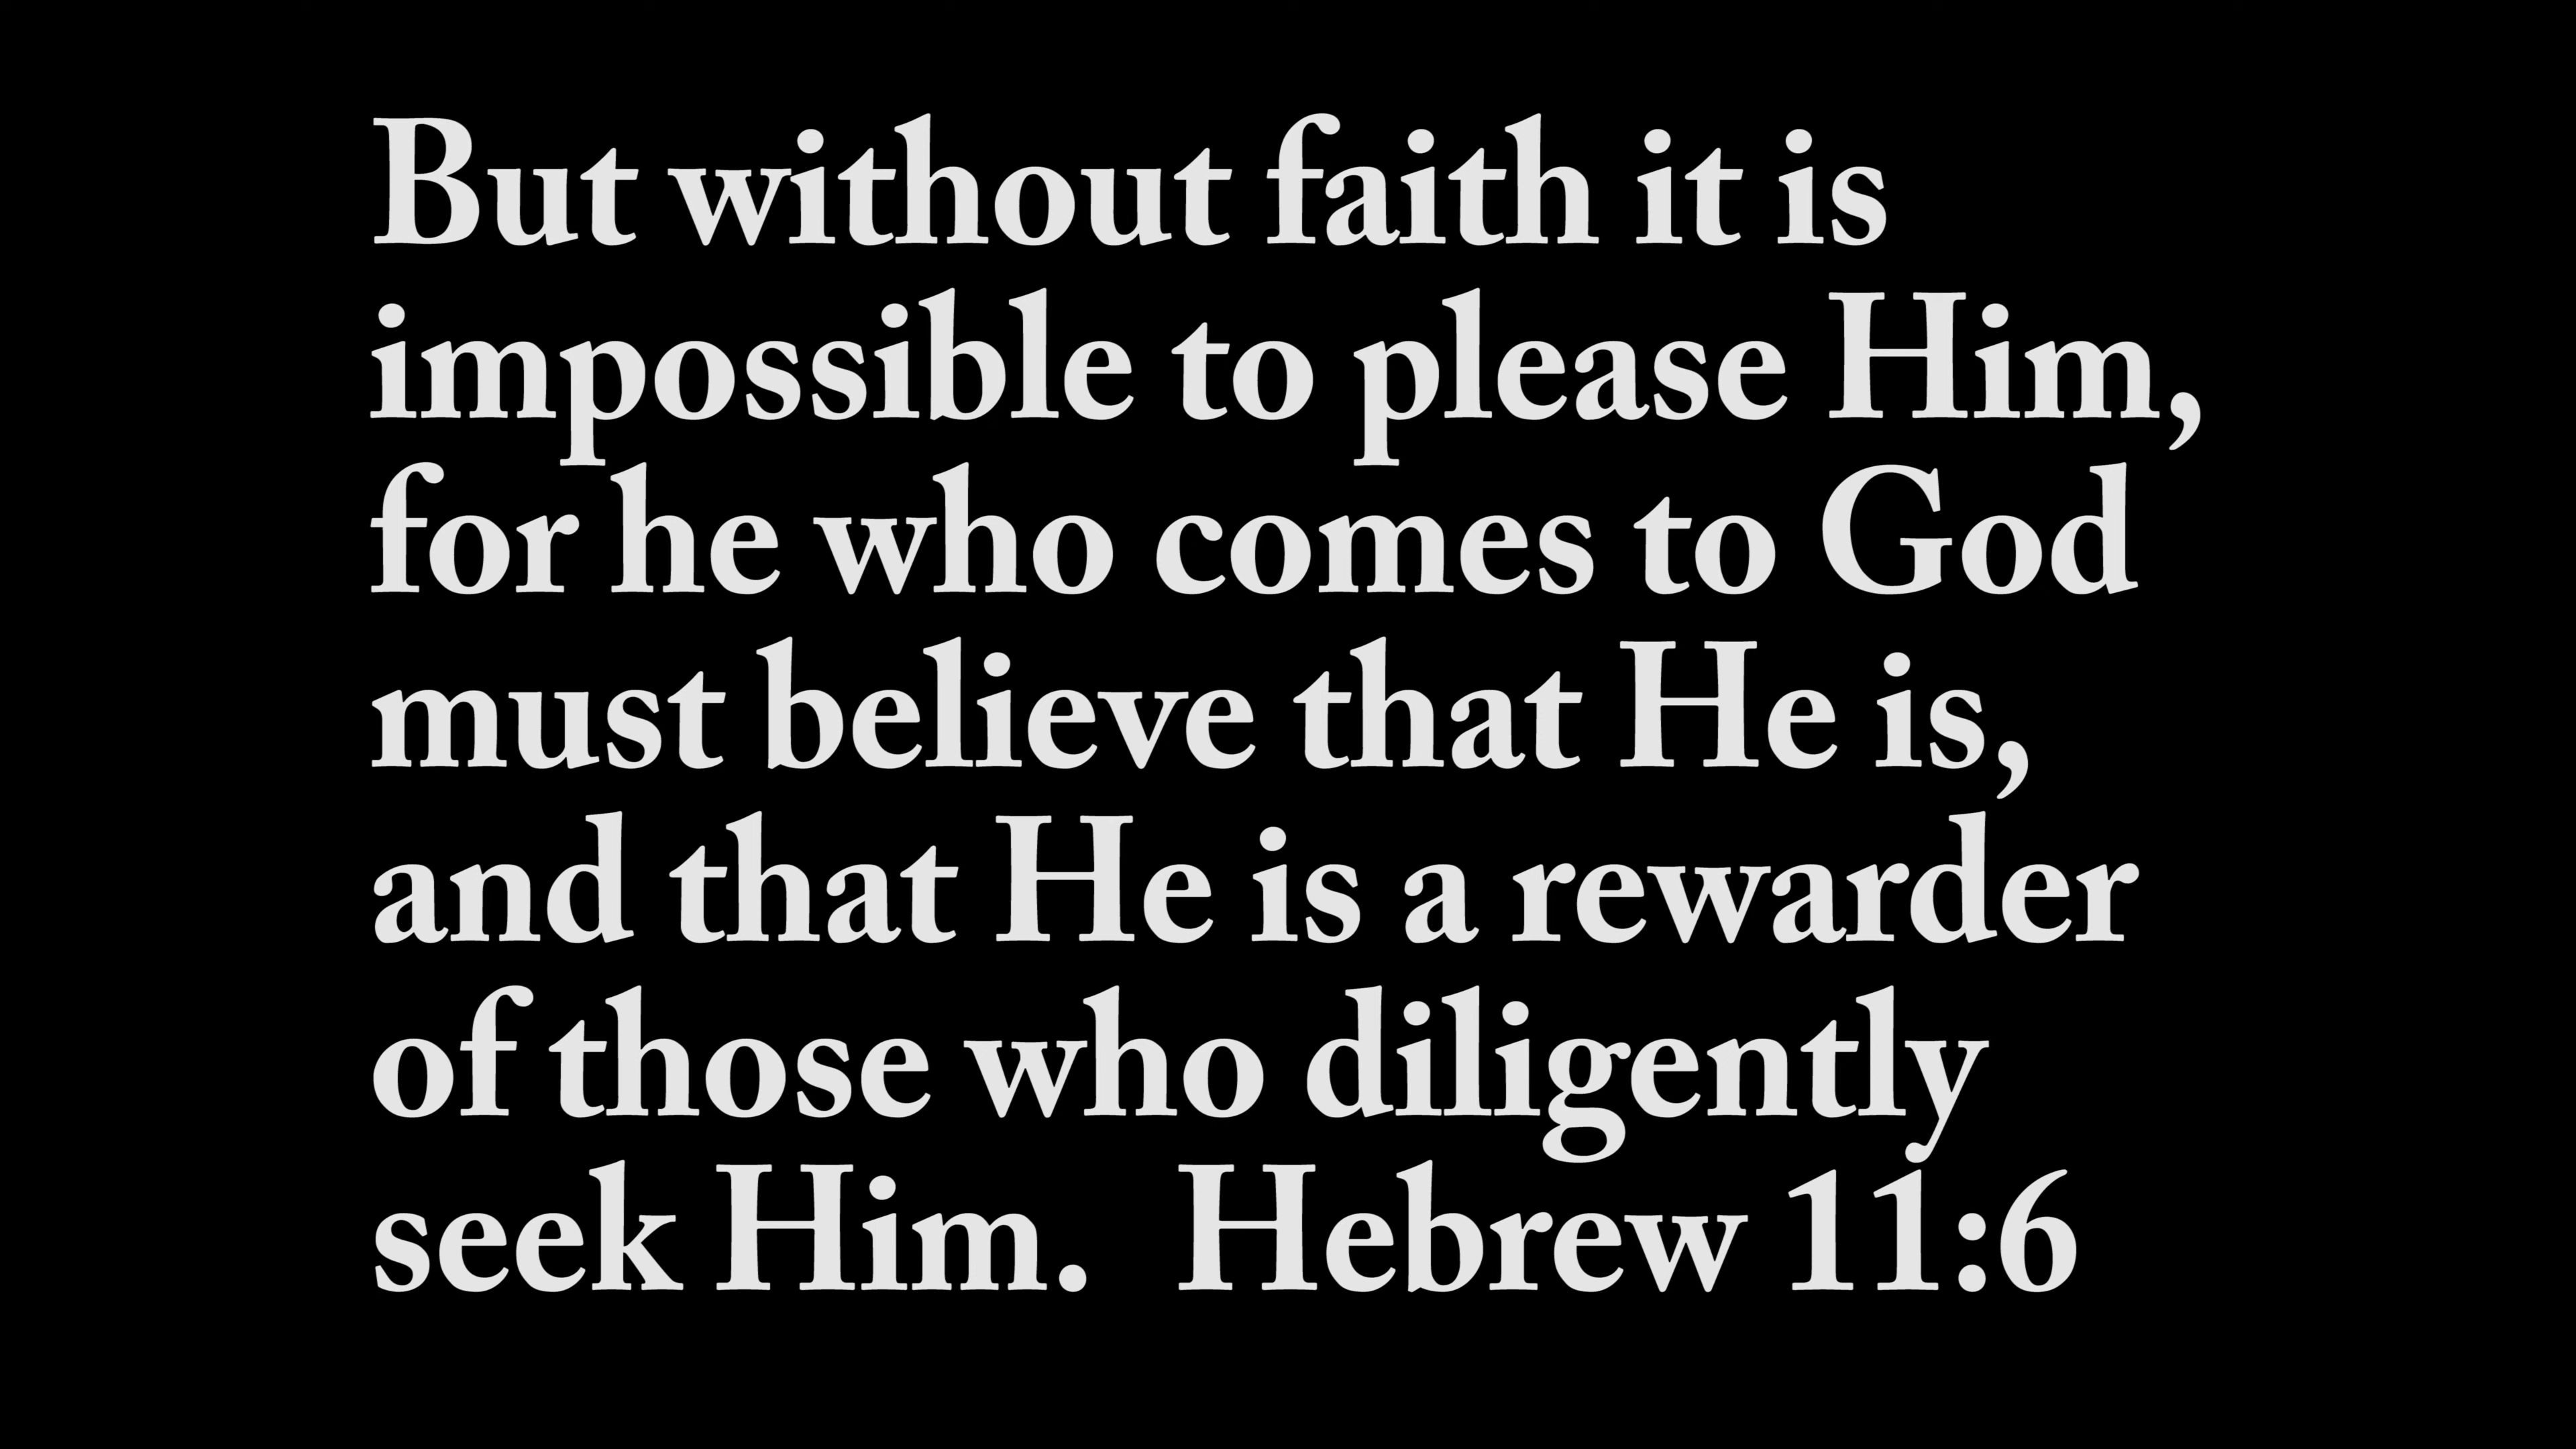 But without faith it is
impossible to please Him,
for he who comes to God
must believe that He is,
and that He is a rewarder
of those who diligently
seek Him.  Hebrew 11:6